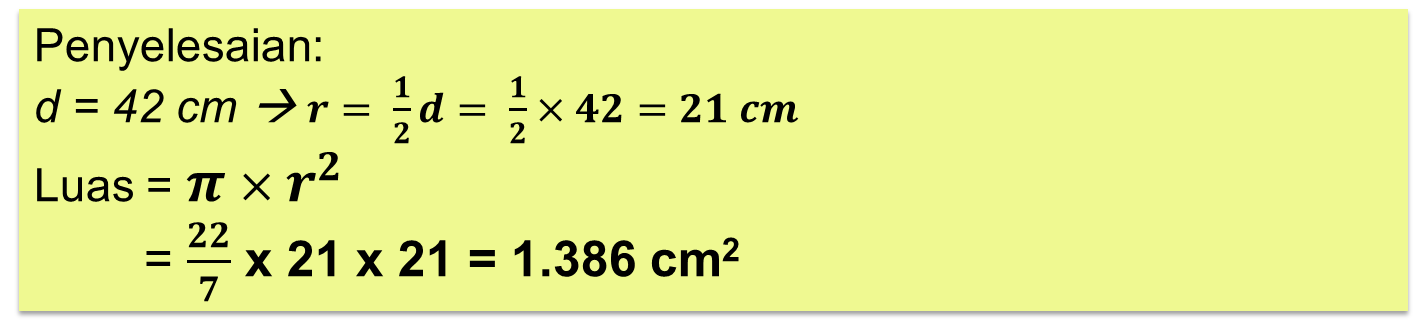 Penyelesaian:
d = 42 cm → r = 1/2 d = 1/2 × 42 = 21 cm
Luas = π × r²
= 22/7 x 21 x 21 = 1.386 cm²